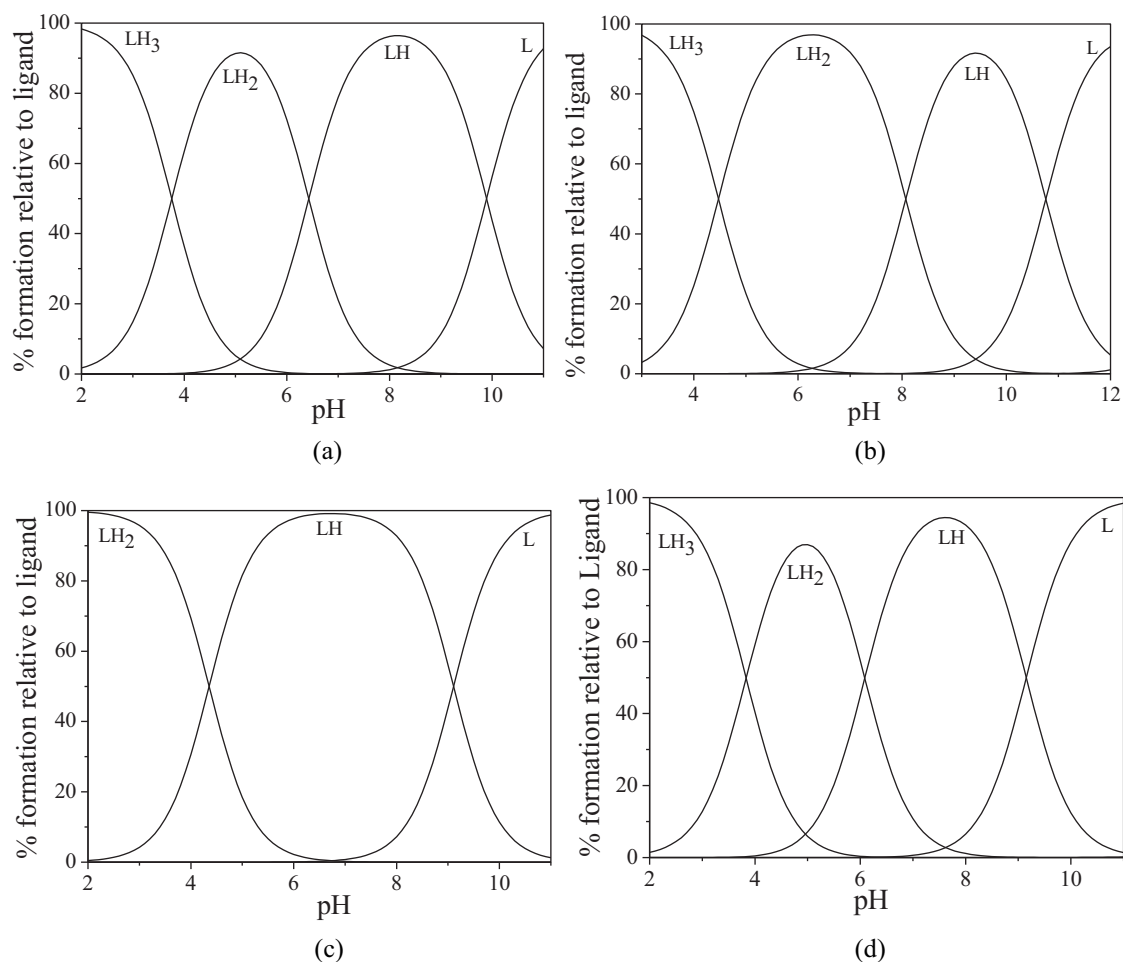 % formation relative to ligand
100
80
60
40
20
0
LH3
LH2
LH
L
2
4
6
8
10
pH
(a)
% formation relative to ligand
100
80
60
40
20
0
LH3
LH2
LH
L
4
6
8
10
12
pH
(b)
% formation relative to ligand
100
80
60
40
20
0
LH2
LH
L
2
4
6
8
10
pH
(c)
% formation relative to Ligand
100
80
60
40
20
0
LH3
LH2
LH
L
2
4
6
8
10
pH
(d)